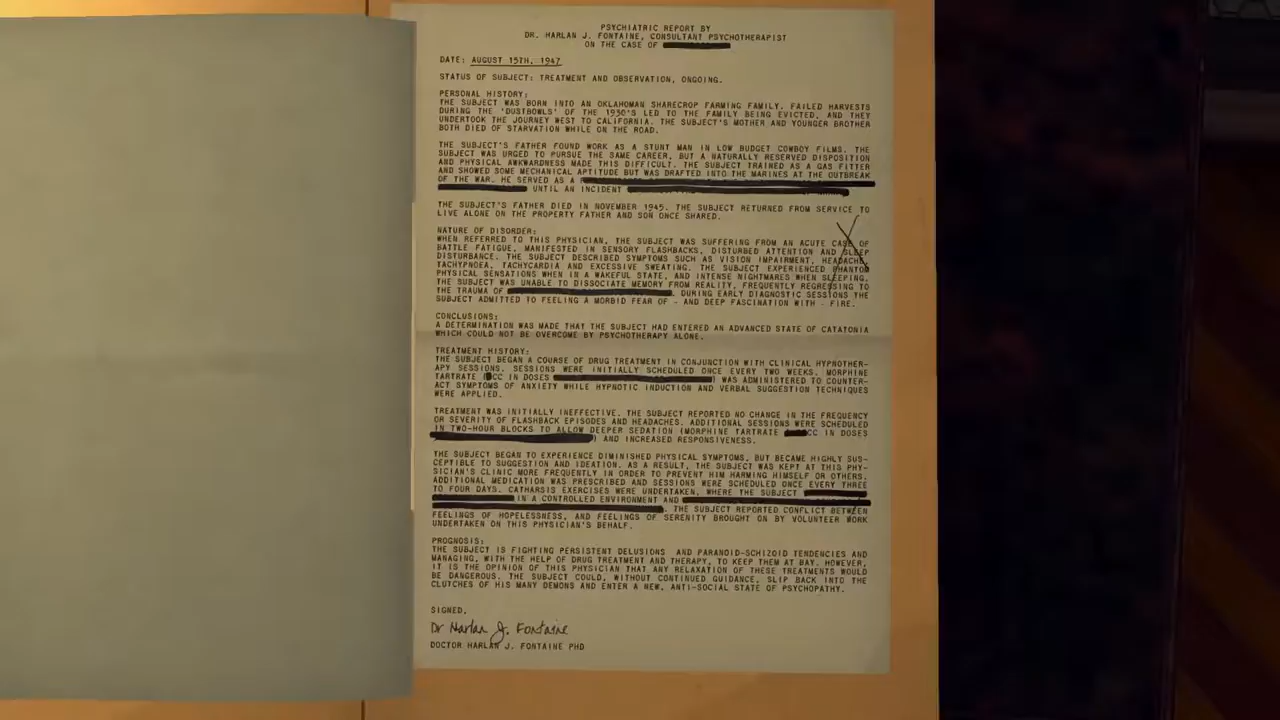 PSYCHIATRIC REPORT BY
DR. HARLAN J. FONTAINE, CONSULTANT PSYCHOTHERAPIST
ON THE CASE OF
DATE: AUGUST 15TH, 1947
STATUS OF SUBJECT: TREATMENT AND OBSERVATION, ONGOING.
PERSONAL HISTORY:
THE SUBJECT WAS BORN INTO AN OKLAHOMAN SHARECROP FARMING FAMILY. FAILED HARVESTS
DURING THE 'DUSTBOWLS' OF THE 1930'S LED TO THE FAMILY BEING EVICTED, AND THEY
UNDERTOOK THE JOURNEY WEST TO CALIFORNIA. THE SUBJECT'S MOTHER AND YOUNGER BROTHER
BOTH DIED OF STARVATION WHILE ON THE ROAD.
THE SUBJECT'S FATHER FOUND WORK AS A STUNT MAN IN LOW BUDGET COWBOY FILMS. THE
SUBJECT WAS URGED TO PURSUE THE SAME CAREER, BUT A NATURALLY RESERVED DISPOSITION
AND PHYSICAL AWKWARDNESS MADE THIS DIFFICULT. THE SUBJECT TRAINED AS A GAS FITTER
AND SHOWED SOME MECHANICAL APTITUDE BUT WAS DRAFTED INTO THE MARINES AT THE OUTBREAK
OF THE WAR. HE SERVED AS A
UNTIL AN INCIDENT
THE SUBJECT'S FATHER DIED IN NOVEMBER 1945. THE SUBJECT RETURNED FROM SERVICE TO
LIVE ALONE ON THE PROPERTY FATHER AND SON ONCE SHARED.
NATURE OF DISORDER:
WHEN REFERRED TO THIS PHYSICIAN, THE SUBJECT WAS SUFFERING FROM AN ACUTE CASE OF
BATTLE FATIGUE, MANIFESTED IN SENSORY FLASHBACKS, DISTURBED ATTENTION AND SLEEP
DISTURBANCE. THE SUBJECT DESCRIBED SYMPTOMS SUCH AS VISION IMPAIRMENT, HEADACHE,
TACHYPNOEA, TACHYCARDIA AND EXCESSIVE SWEATING. THE SUBJECT EXPERIENCED PHANTOM
PHYSICAL SENSATIONS WHEN IN A WAKEFUL STATE, AND INTENSE NIGHTMARES WHEN SLEEPING.
THE SUBJECT WAS UNABLE TO DISSOCIATE MEMORY FROM REALITY, FREQUENTLY REGRESSING TO
THE TRAUMA OF . DURING EARLY DIAGNOSTIC SESSIONS THE
SUBJECT ADMITTED TO FEELING A MORBID FEAR OF - AND DEEP FASCINATION WITH - FIRE.
CONCLUSIONS:
A DETERMINATION WAS MADE THAT THE SUBJECT HAD ENTERED AN ADVANCED STATE OF CATATONIA
WHICH COULD NOT BE OVERCOME BY PSYCHOTHERAPY ALONE.
TREATMENT HISTORY:
THE SUBJECT BEGAN A COURSE OF DRUG TREATMENT IN CONJUNCTION WITH CLINICAL HYPNOTHER-
APY SESSIONS. SESSIONS WERE INITIALLY SCHEDULED ONCE EVERY TWO WEEKS. MORPHINE
TARTRATE ( CC IN DOSES ) WAS ADMINISTERED TO COUNTER-
ACT SYMPTOMS OF ANXIETY WHILE HYPNOTIC INDUCTION AND VERBAL SUGGESTION TECHNIQUES
WERE APPLIED.
TREATMENT WAS INITIALLY INEFFECTIVE. THE SUBJECT REPORTED NO CHANGE IN THE FREQUENCY
OR SEVERITY OF FLASHBACK EPISODES AND HEADACHES. ADDITIONAL SESSIONS WERE SCHEDULED
IN TWO-HOUR BLOCKS TO ALLOW DEEPER SEDATION (MORPHINE TARTRATE CC IN DOSES
) AND INCREASED RESPONSIVENESS.
THE SUBJECT BEGAN TO EXPERIENCE DIMINISHED PHYSICAL SYMPTOMS, BUT BECAME HIGHLY SUS-
CEPTIBLE TO SUGGESTION AND IDEATION. AS A RESULT, THE SUBJECT WAS KEPT AT THIS PHY-
SICIAN'S CLINIC MORE FREQUENTLY IN ORDER TO PREVENT HIM HARMING HIMSELF OR OTHERS.
ADDITIONAL MEDICATION WAS PRESCRIBED AND SESSIONS WERE SCHEDULED ONCE EVERY THREE
TO FOUR DAYS. CATHARSIS EXERCISES WERE UNDERTAKEN, WHERE THE SUBJECT
IN A CONTROLLED ENVIRONMENT AND
. THE SUBJECT REPORTED CONFLICT BETWEEN
FEELINGS OF HOPELESSNESS, AND FEELINGS OF SERENITY BROUGHT ON BY VOLUNTEER WORK
UNDERTAKEN ON THIS PHYSICIAN'S BEHALF.
PROGNOSIS:
THE SUBJECT IS FIGHTING PERSISTENT DELUSIONS AND PARANOID-SCHIZOID TENDENCIES AND
MANAGING, WITH THE HELP OF DRUG TREATMENT AND THERAPY, TO KEEP THEM AT BAY. HOWEVER,
IT IS THE OPINION OF THIS PHYSICIAN THAT ANY RELAXATION OF THESE TREATMENTS WOULD
BE DANGEROUS. THE SUBJECT COULD, WITHOUT CONTINUED GUIDANCE, SLIP BACK INTO THE
CLUTCHES OF HIS MANY DEMONS AND ENTER A NEW, ANTI-SOCIAL STATE OF PSYCHOPATHY.
SIGNED,
Dr Harlan J. Fontaine
DOCTOR HARLAN J. FONTAINE PHD